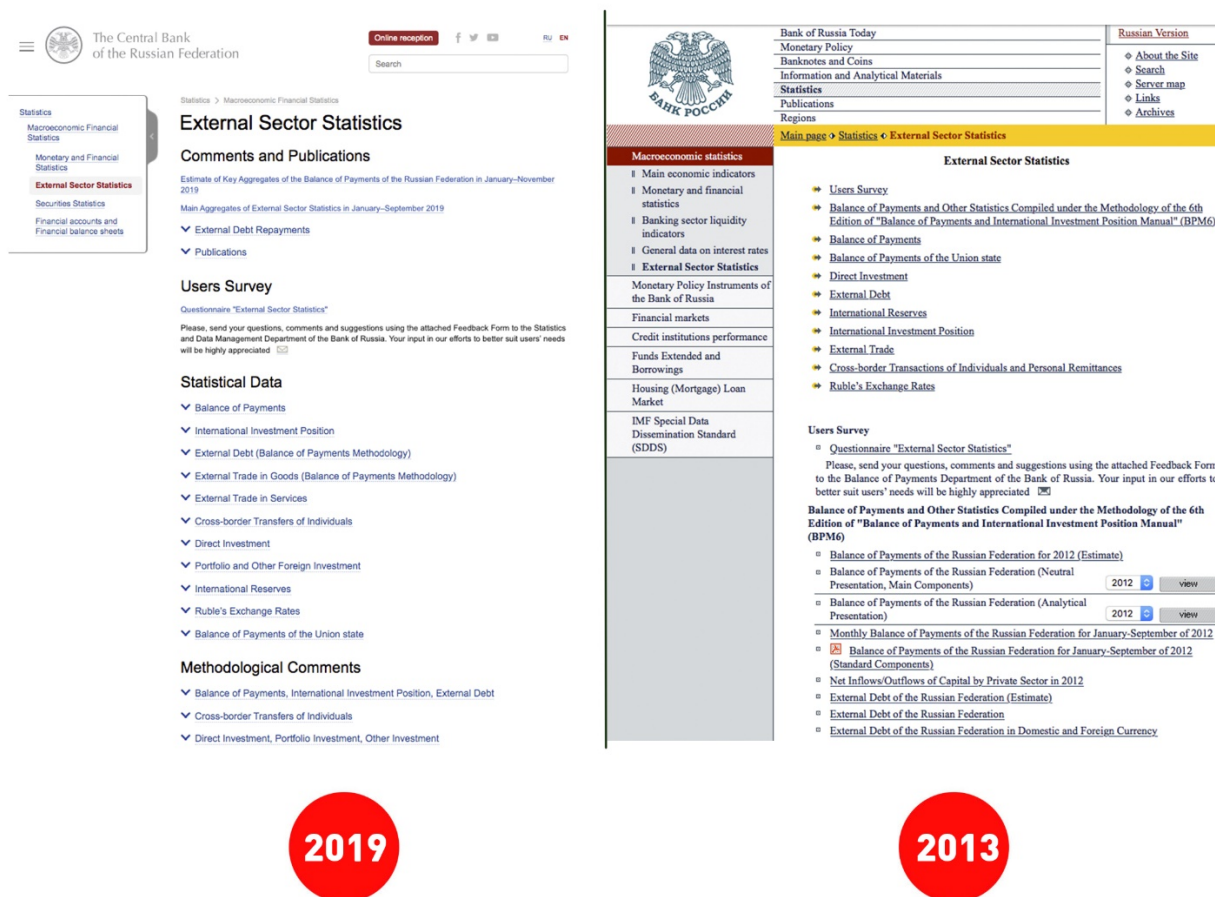 The Central Bank
of the Russian Federation
Online reception
RU EN
Search
Statistics
Macroeconomic Financial
Statistics
Monetary and Financial
Statistics
External Sector Statistics
Securities Statistics
Financial accounts and
Financial balance sheets
Statistics > Macroeconomic Financial Statistics
External Sector Statistics
Comments and Publications
Estimate of Key Aggregates of the Balance of Payments of the Russian Federation in January–November
2019
Main Aggregates of External Sector Statistics in January–September 2019
External Debt Repayments
Publications
Users Survey
Questionnaire "External Sector Statistics"
Please, send your questions, comments and suggestions using the attached Feedback Form to the Statistics
and Data Management Department of the Bank of Russia. Your input in our efforts to better suit users' needs
will be highly appreciated
Statistical Data
Balance of Payments
International Investment Position
External Debt (Balance of Payments Methodology)
External Trade in Goods (Balance of Payments Methodology)
External Trade in Services
Cross-border Transfers of Individuals
Direct Investment
Portfolio and Other Foreign Investment
International Reserves
Ruble's Exchange Rates
Balance of Payments of the Union state
Methodological Comments
Balance of Payments, International Investment Position, External Debt
Cross-border Transfers of Individuals
Direct Investment, Portfolio Investment, Other Investment
2019
БАНК РОССИИ
Bank of Russia Today
Monetary Policy
Banknotes and Coins
Information and Analytical Materials
Statistics
Publications
Regions
Russian Version
About the Site
Search
Server map
Links
Archives
Main page Statistics External Sector Statistics
Macroeconomic statistics
Main economic indicators
Monetary and financial
statistics
Banking sector liquidity
indicators
General data on interest rates
External Sector Statistics
Monetary Policy Instruments of
the Bank of Russia
Financial markets
Credit institutions performance
Funds Extended and
Borrowings
Housing (Mortgage) Loan
Market
IMF Special Data
Dissemination Standard
(SDDS)
External Sector Statistics
Users Survey
Balance of Payments and Other Statistics Compiled under the Methodology of the 6th
Edition of "Balance of Payments and International Investment Position Manual" (BPM6)
Balance of Payments
Balance of Payments of the Union state
Direct Investment
External Debt
International Reserves
International Investment Position
External Trade
Cross-border Transactions of Individuals and Personal Remittances
Ruble's Exchange Rates
Users Survey
Questionnaire "External Sector Statistics"
Please, send your questions, comments and suggestions using the attached Feedback Form
to the Balance of Payments Department of the Bank of Russia. Your input in our efforts to
better suit users' needs will be highly appreciated
Balance of Payments and Other Statistics Compiled under the Methodology of the 6th
Edition of "Balance of Payments and International Investment Position Manual"
(BPM6)
Balance of Payments of the Russian Federation for 2012 (Estimate)
Balance of Payments of the Russian Federation (Neutral
Presentation, Main Components) 2012 view
Balance of Payments of the Russian Federation (Analytical
Presentation) 2012 view
Monthly Balance of Payments of the Russian Federation for January-September of 2012
Balance of Payments of the Russian Federation for January-September of 2012
(Standard Components)
Net Inflows/Outflows of Capital by Private Sector in 2012
External Debt of the Russian Federation (Estimate)
External Debt of the Russian Federation
External Debt of the Russian Federation in Domestic and Foreign Currency
2013